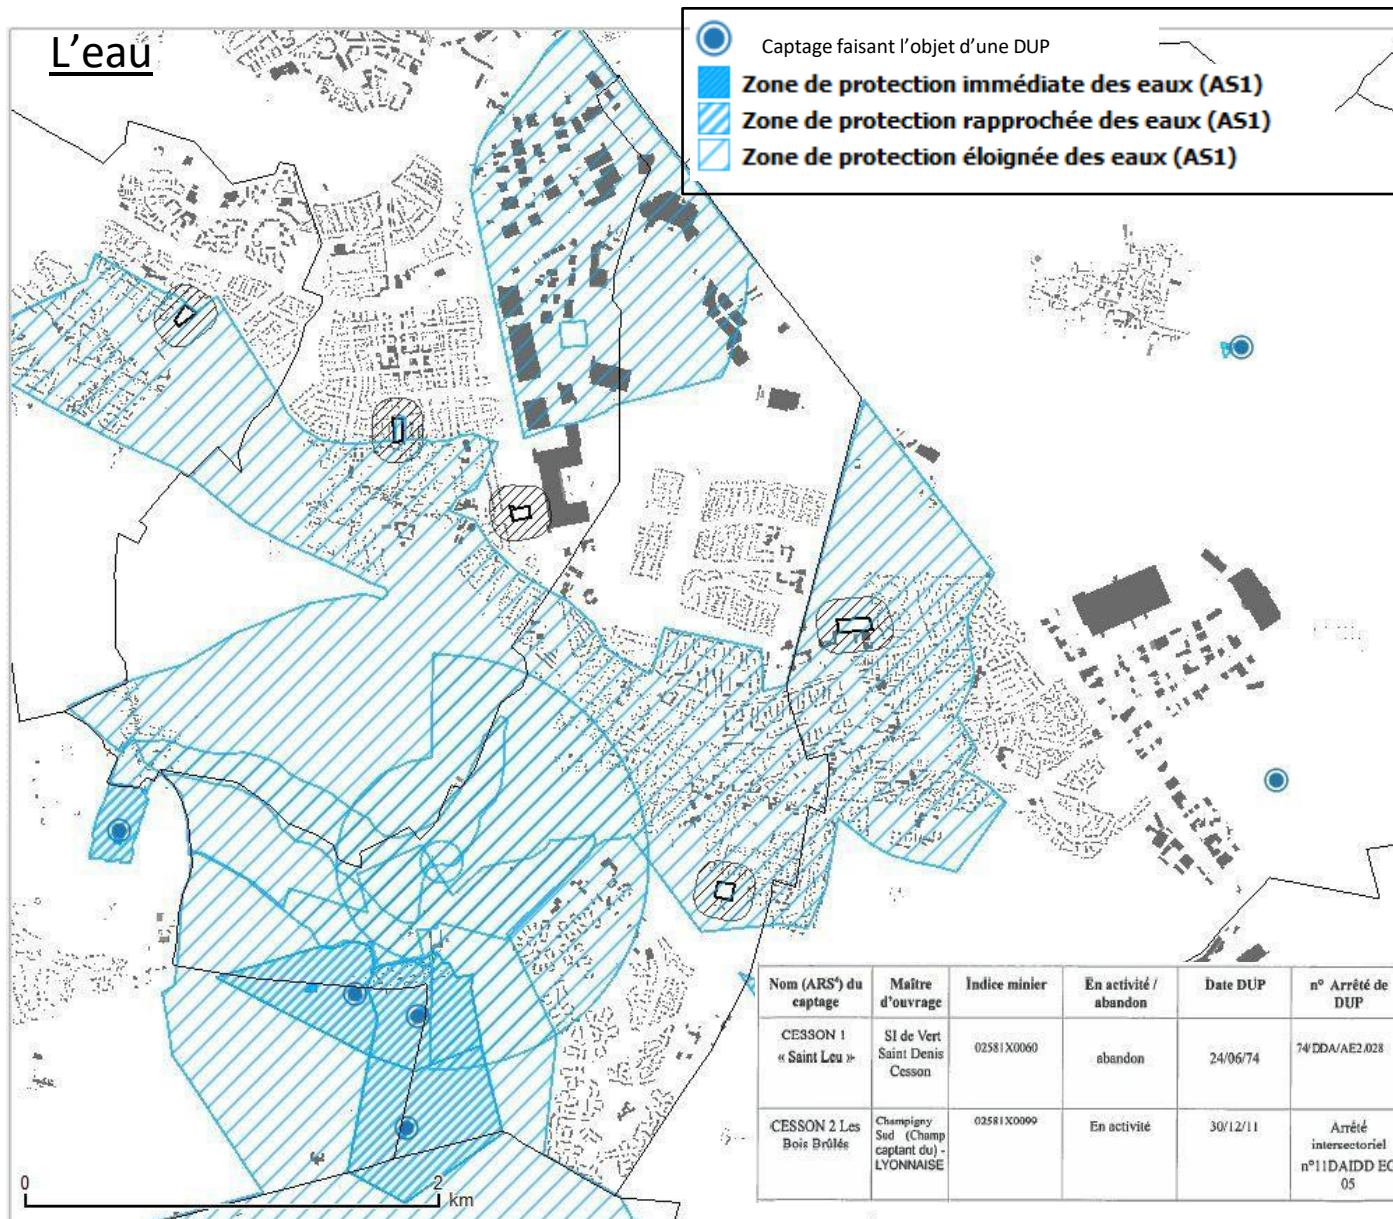 L'eau
Captage faisant l'objet d'une DUP
Zone de protection immédiate des eaux (AS1)
Zone de protection rapprochée des eaux (AS1)
Zone de protection éloignée des eaux (AS1)
Nom (ARS⁴) du captage | Maître d'ouvrage | Indice minier | En activité / abandon | Date DUP | n° Arrêté de DUP
CESSON 1 « Saint Leu » | SI de Vert Saint Denis Cesson | 02581X0060 | abandon | 24/06/74 | 74/DDA/AE2.028
CESSON 2 Les Bois Brûlés | Champigny Sud (Champ captant du) - LYONNAISE | 02581X0099 | En activité | 30/12/11 | Arrêté intersectoriel n°11DAIDD EC 05
0
2
km